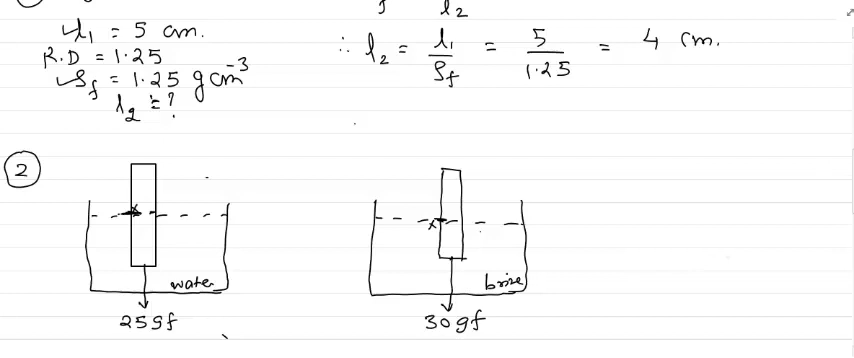 l₂
l₁ = 5 cm.
R.D = 1.25
ρf = 1.25 g cm⁻³
l₂ = ?
∴ l₂ = l₁/ρf = 5/1.25 = 4 cm.
2
water
brine
25gf
30gf